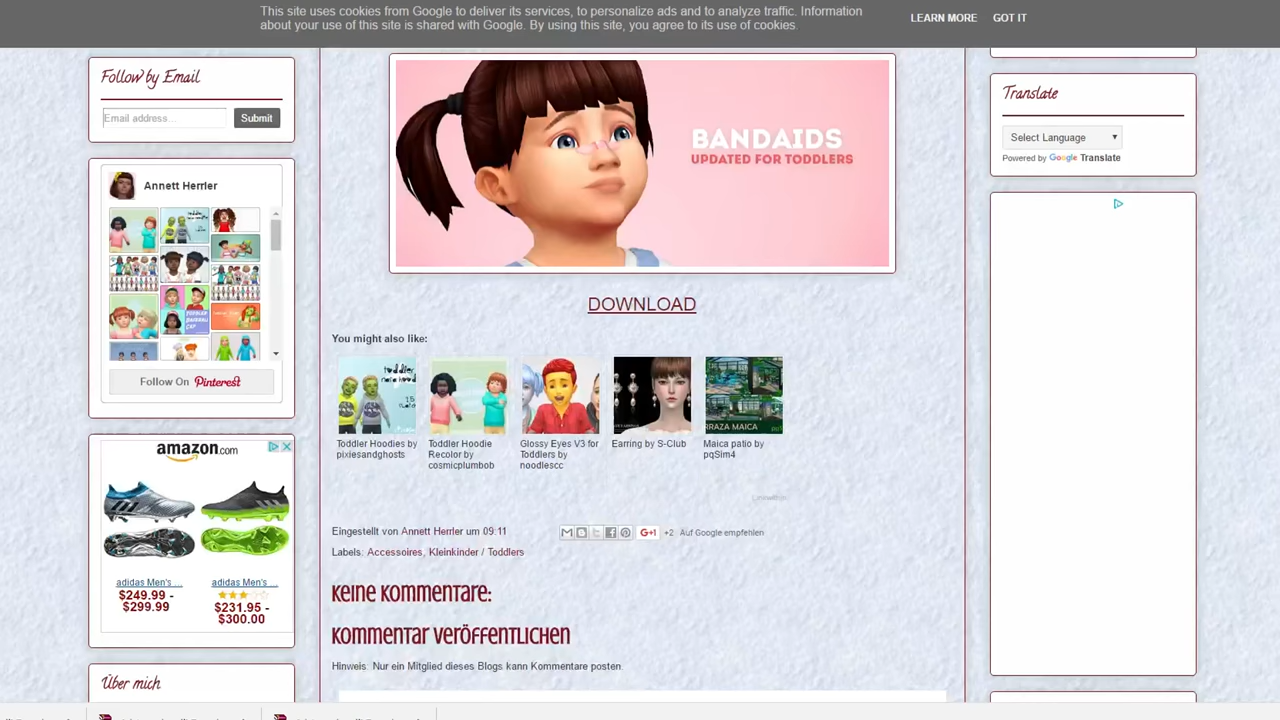 This site uses cookies from Google to deliver its services, to personalize ads and to analyze traffic. Information
about your use of this site is shared with Google. By using this site, you agree to its use of cookies.
LEARN MORE GOT IT
Follow by Email
Email address...
Submit
Annett Herrler
Follow On Pinterest
amazon.com
adidas Men's ...
$249.99 -
$299.99
adidas Men's ...
$231.95 -
$300.00
Über mich
BANDAIDS
UPDATED FOR TODDLERS
DOWNLOAD
You might also like:
Toddler Hoodies by
pixiesandghosts
Toddler Hoodie
Recolor by
cosmicplumbob
Glossy Eyes V3 for
Toddlers by
noodlescc
Earring by S-Club
RRAZA MAICA
Maica patio by
pqSim4
Linkwithin
Eingestellt von Annett Herrler um 09:11
G+1 +2 Auf Google empfehlen
Labels: Accessoires, Kleinkinder / Toddlers
Keine Kommentare:
Kommentar veröffentlichen
Hinweis: Nur ein Mitglied dieses Blogs kann Kommentare posten.
Translate
Select Language
Powered by Google Translate